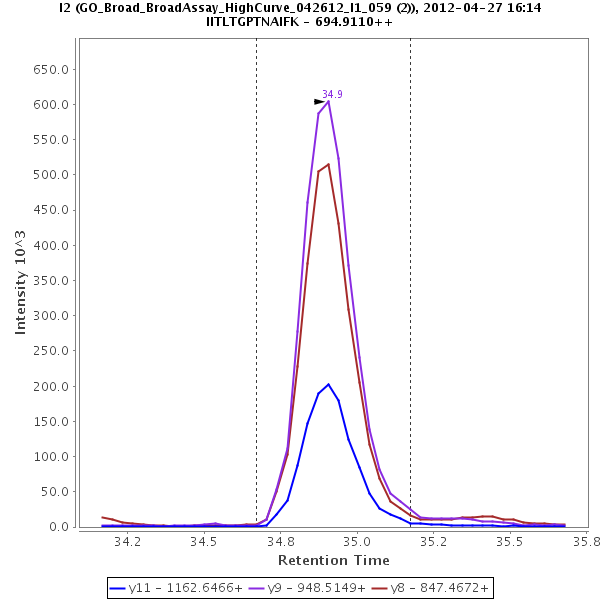 I2 (GO_Broad_BroadAssay_HighCurve_042612_I1_059 (2)), 2012-04-27 16:14
IITLTGPTNAIFK - 694.9110++
34.9
650.0
600.0
550.0
500.0
450.0
400.0
350.0
300.0
250.0
200.0
150.0
100.0
50.0
0.0
Intensity 10^3
34.2 34.5 34.8 35.0 35.2 35.5 35.8
Retention Time
y11 - 1162.6466+ y9 - 948.5149+ y8 - 847.4672+